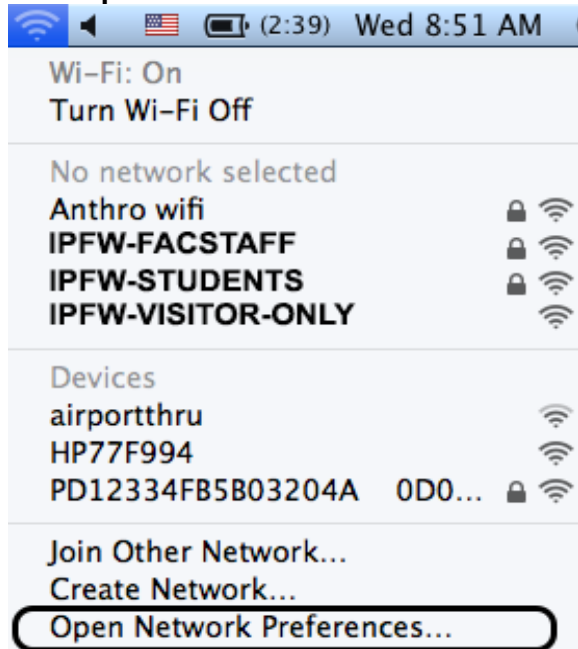 (2:39) Wed 8:51 AM
Wi-Fi: On
Turn Wi-Fi Off
No network selected
Anthro wifi
IPFW-FACSTAFF
IPFW-STUDENTS
IPFW-VISITOR-ONLY
Devices
airportthru
HP77F994
PD12334FB5B03204A 0D0...
Join Other Network...
Create Network...
Open Network Preferences...